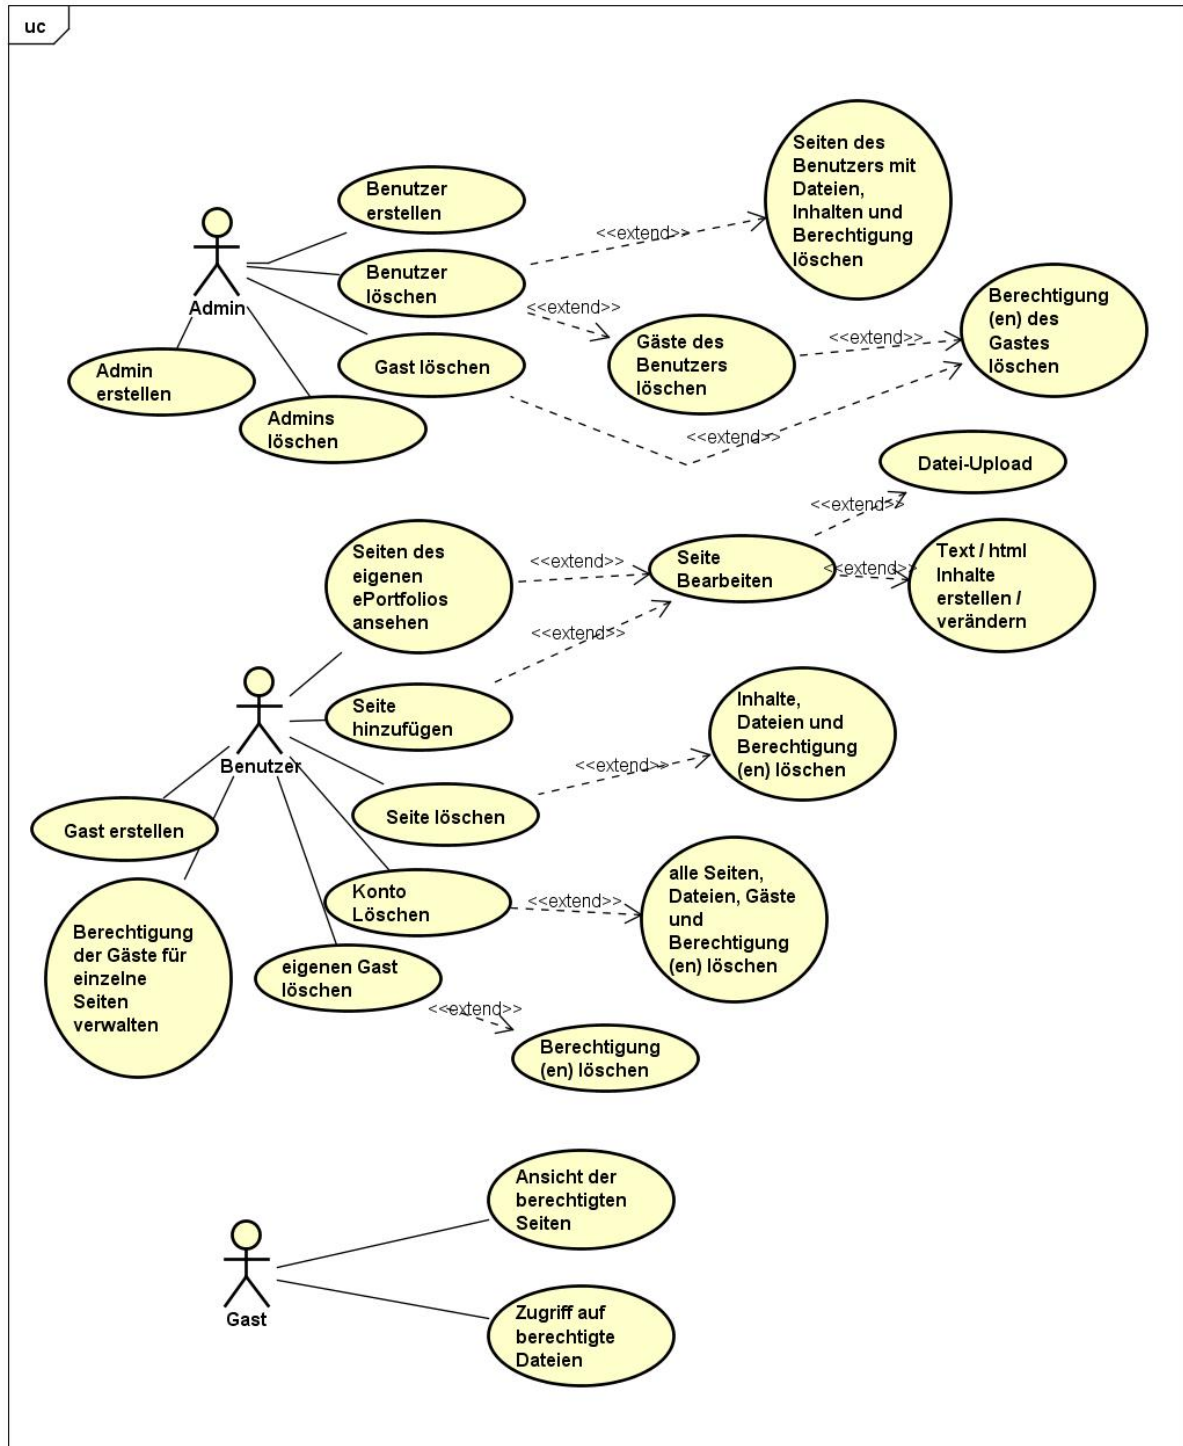 uc
Seiten des
Benutzers mit
Dateien,
Inhalten und
Berechtigung
löschen
Benutzer
erstellen
<<extend>>
Benutzer
löschen
Admin
<<extend>>
Berechtigung
(en) des
Gastes
löschen
Gäste des
Benutzers
löschen
<<extend>>
Gast löschen
Admin
erstellen
Admins
löschen
<<extend>>
Datei-Upload
<<extend>>
Seiten des
eigenen
ePortfolios
ansehen
<<extend>>
Seite
Bearbeiten
<<extend>>
Text / html
Inhalte
erstellen /
verändern
<<extend>>
Seite
hinzufügen
Inhalte,
Dateien und
Berechtigung
(en) löschen
Benutzer
<<extend>>
Seite löschen
Gast erstellen
Konto
Löschen
<<extend>>
alle Seiten,
Dateien, Gäste
und
Berechtigung
(en) löschen
Berechtigung
der Gäste für
einzelne
Seiten
verwalten
eigenen Gast
löschen
<<extend>>
Berechtigung
(en) löschen
Ansicht der
berechtigten
Seiten
Gast
Zugriff auf
berechtigte
Dateien